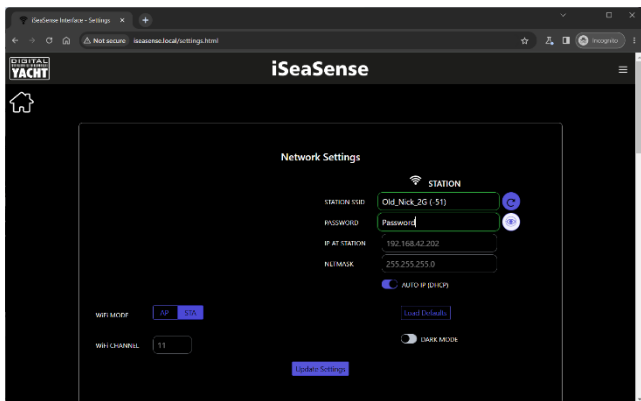 iSeaSense Interface - Settings
Not secure iseasense.local/settings.html
Incognito
DIGITAL
YACHT
iSeaSense
Network Settings
STATION
STATION SSID Old_Nick_2G (-51)
PASSWORD Password
IP AT STATION 192.168.42.202
NETMASK 255.255.255.0
AUTO IP (DHCP)
WIFI MODE AP STA Load Defaults
DARK MODE
WIFI CHANNEL 11
Update Settings